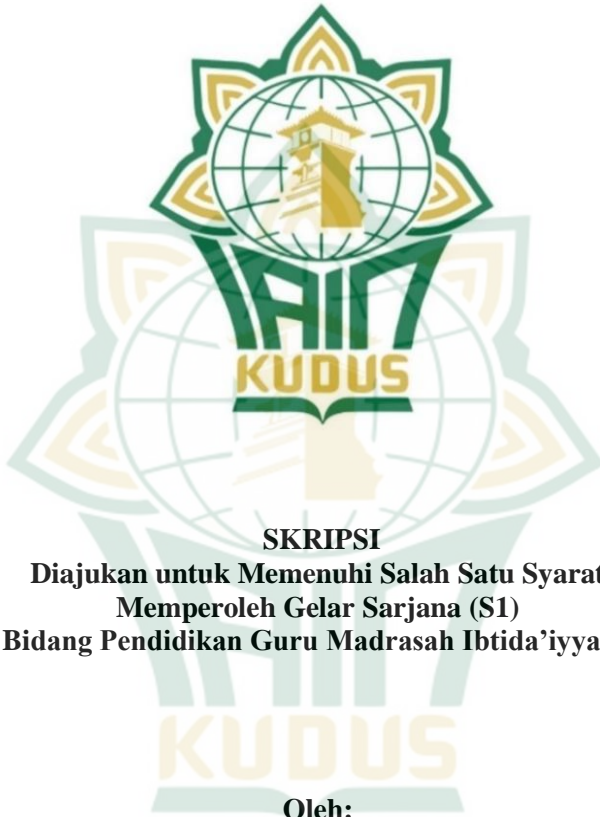 IAIN
KUDUS
SKRIPSI
Diajukan untuk Memenuhi Salah Satu Syarat
Memperoleh Gelar Sarjana (S1)
Bidang Pendidikan Guru Madrasah Ibtida’iyya
KUDUS
Oleh: